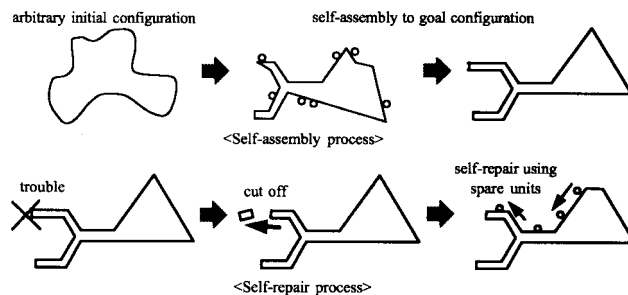 arbitrary initial configuration
self-assembly to goal configuration
<Self-assembly process>
trouble
cut off
self-repair using
spare units
<Self-repair process>